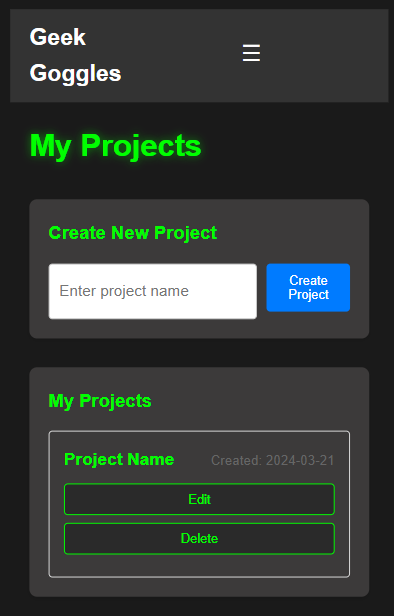 Geek
Goggles
☰
My Projects
Create New Project
Enter project name
Create
Project
My Projects
Project Name
Created: 2024-03-21
Edit
Delete